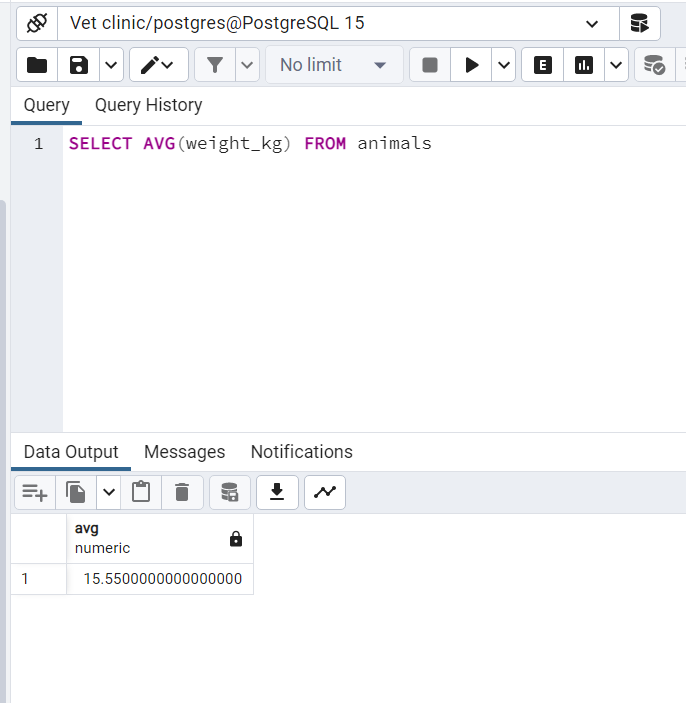 Vet clinic/postgres@PostgreSQL 15
No limit
E
Query Query History
1 SELECT AVG(weight_kg) FROM animals
Data Output Messages Notifications
avg
numeric
1 15.5500000000000000